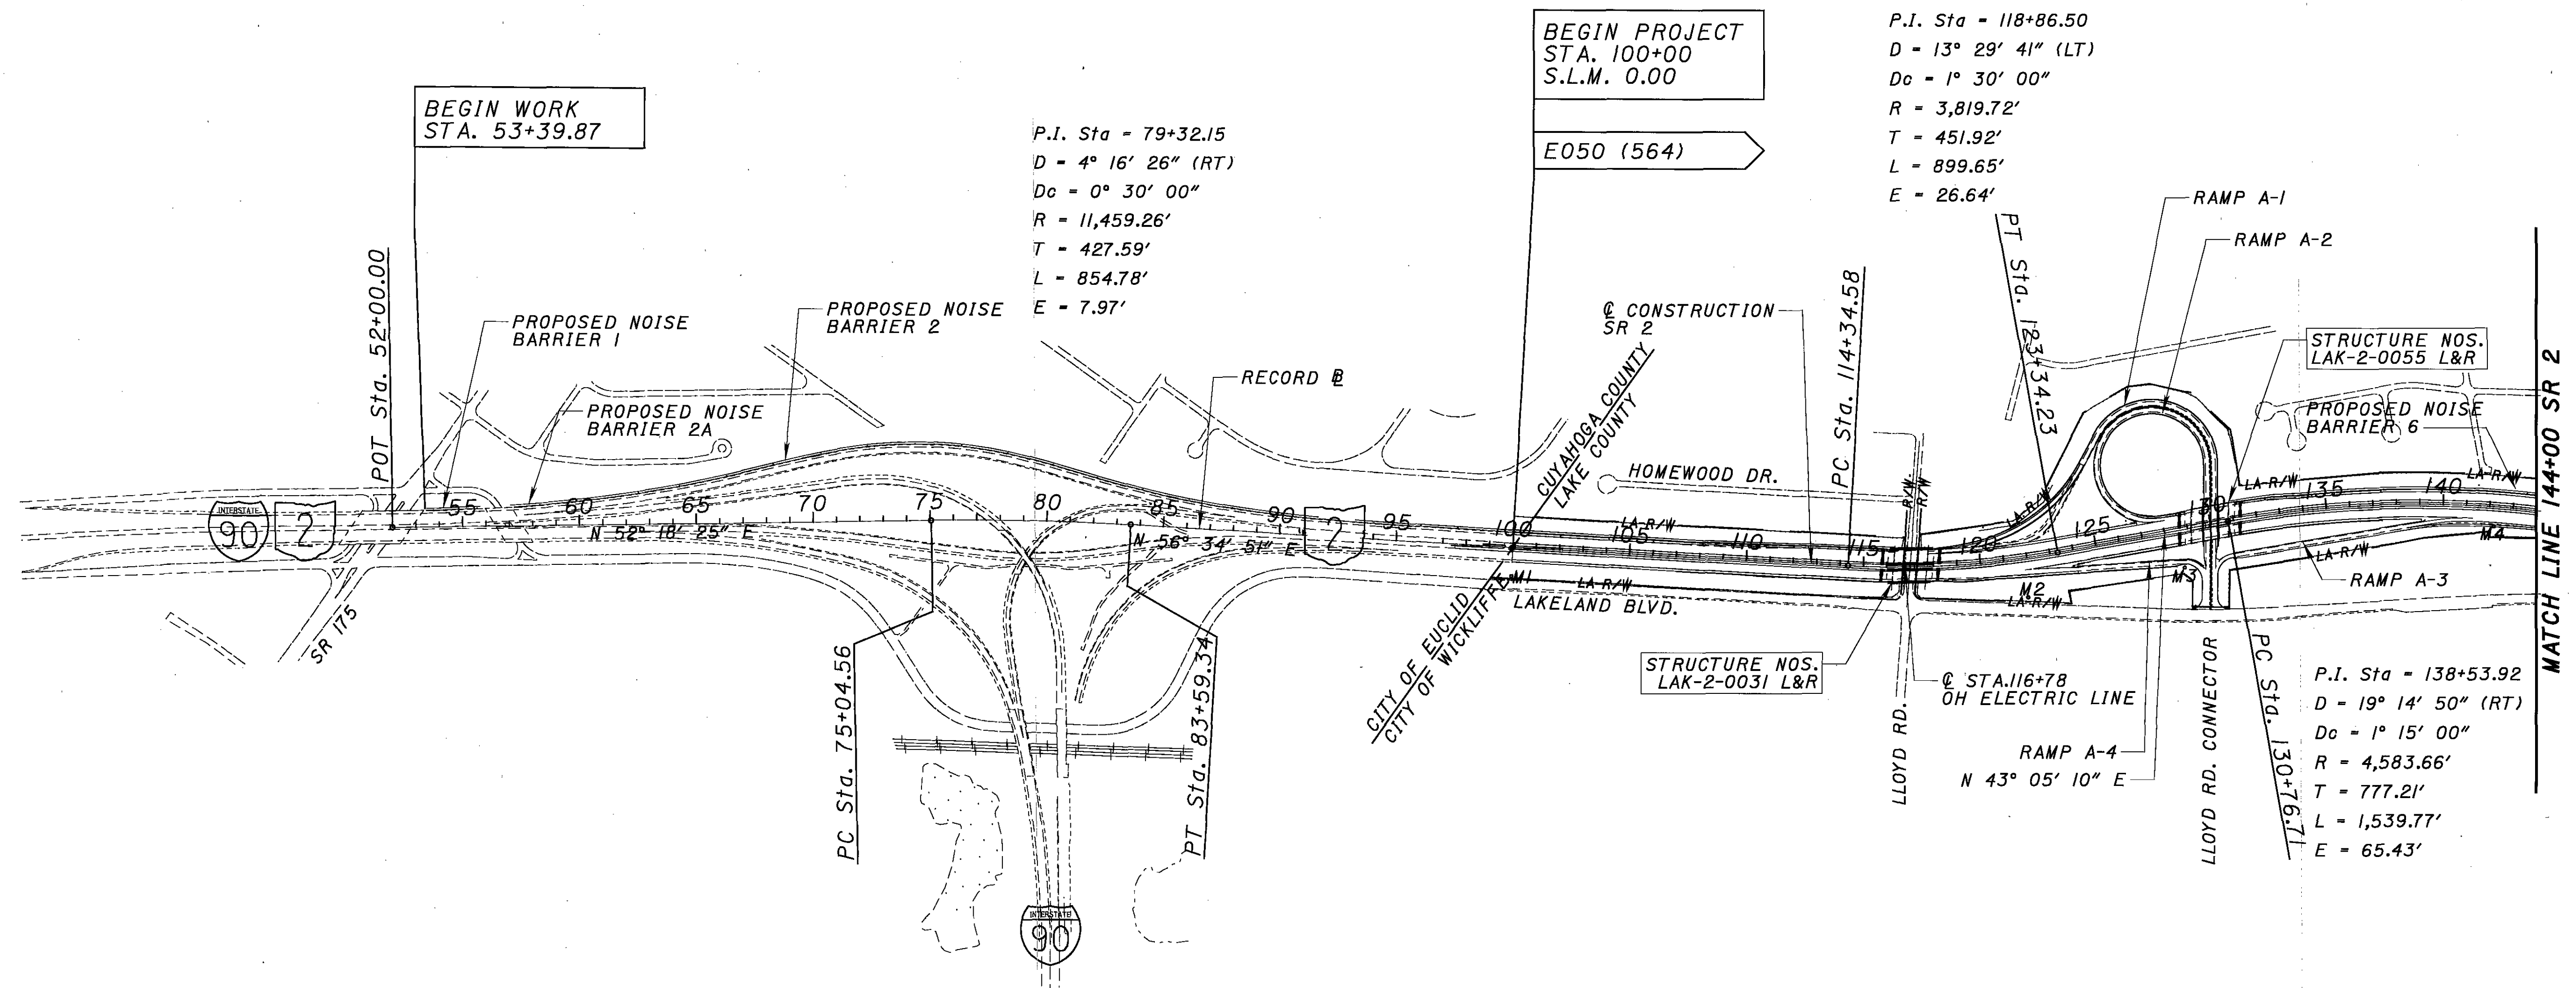 BEGIN WORK
STA. 53+39.87
BEGIN PROJECT
STA. 100+00
S.L.M. 0.00
E050 (564)
P.I. Sta = 79+32.15
D = 4° 16' 26" (RT)
Dc = 0° 30' 00"
R = 11,459.26'
T = 427.59'
L = 854.78'
E = 7.97'
P.I. Sta = 118+86.50
D = 13° 29' 41" (LT)
Dc = 1° 30' 00"
R = 3,819.72'
T = 451.92'
L = 899.65'
E = 26.64'
RAMP A-1
RAMP A-2
POT Sta. 52+00.00
PROPOSED NOISE
BARRIER 1
PROPOSED NOISE
BARRIER 2
PROPOSED NOISE
BARRIER 2A
RECORD ⅊
℄ CONSTRUCTION
SR 2
CUYAHOGA COUNTY
LAKE COUNTY
PC Sta. 114+34.58
PT Sta. 123+34.23
STRUCTURE NOS.
LAK-2-0055 L&R
PROPOSED NOISE
BARRIER 6
MATCH LINE 144+00 SR 2
HOMEWOOD DR.
R/W
R/W
LA-R/W
LA-R/W
LA-R/W
LA-R/W
INTERSTATE
90
2
55
60
65
70
75
80
85
90
2
95
100
105
110
115
120
125
130
135
140
N 52° 18' 25" E
N 56° 34' 51" E
M1
LA-R/W
M2
LA-R/W
M3
LA-R/W
M4
RAMP A-3
LAKELAND BLVD.
SR 175
CITY OF EUCLID
CITY OF WICKLIFFE
PC Sta. 75+04.56
PT Sta. 83+59.34
STRUCTURE NOS.
LAK-2-0031 L&R
LLOYD RD.
℄ STA.116+78
OH ELECTRIC LINE
RAMP A-4
N 43° 05' 10" E
LLOYD RD. CONNECTOR
PC Sta. 130+76.71
P.I. Sta = 138+53.92
D = 19° 14' 50" (RT)
Dc = 1° 15' 00"
R = 4,583.66'
T = 777.21'
L = 1,539.77'
E = 65.43'
INTERSTATE
90